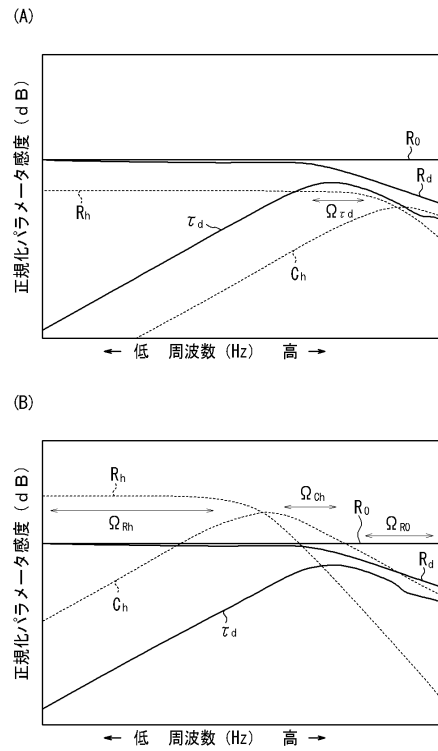 (A)
正規化パラメータ感度(dB)
R0
Rd
Rh
τd
Ωτd
Ch
← 低 周波数(Hz) 高 →
(B)
正規化パラメータ感度(dB)
Rh
ΩCh
R0
ΩRh
ΩR0
Rd
Ch
τd
← 低 周波数(Hz) 高 →